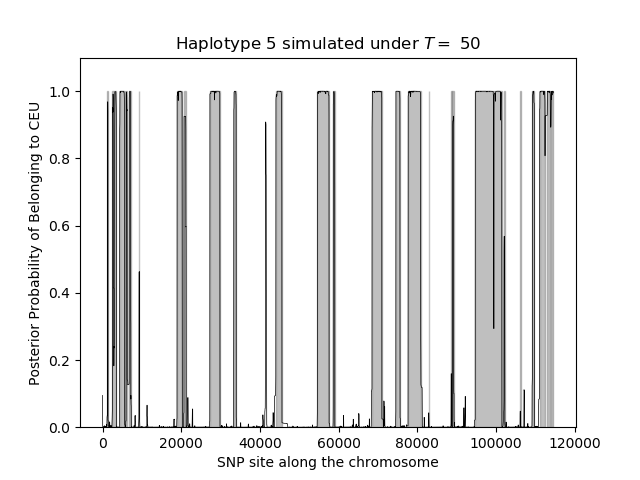 Haplotype 5 simulated under T = 50
Posterior Probability of Belonging to CEU
1.0
0.8
0.6
0.4
0.2
0.0
0 20000 40000 60000 80000 100000 120000
SNP site along the chromosome